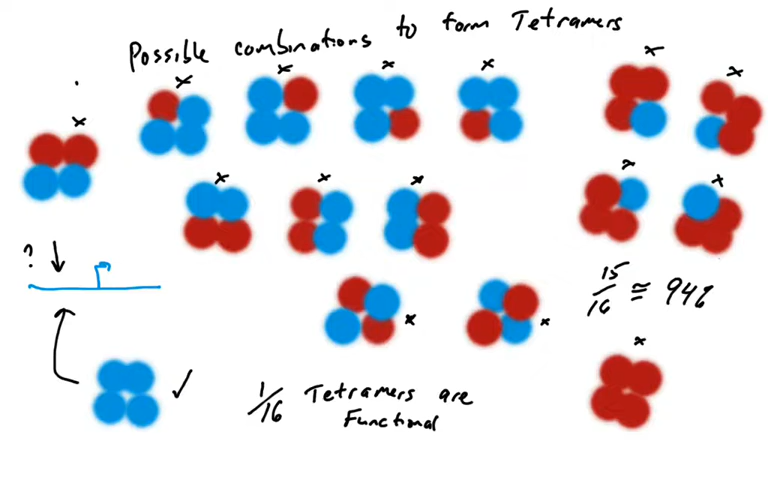 Possible combinations to form Tetramers
?
15/16 ≅ 94%
1/16 Tetramers are
Functional